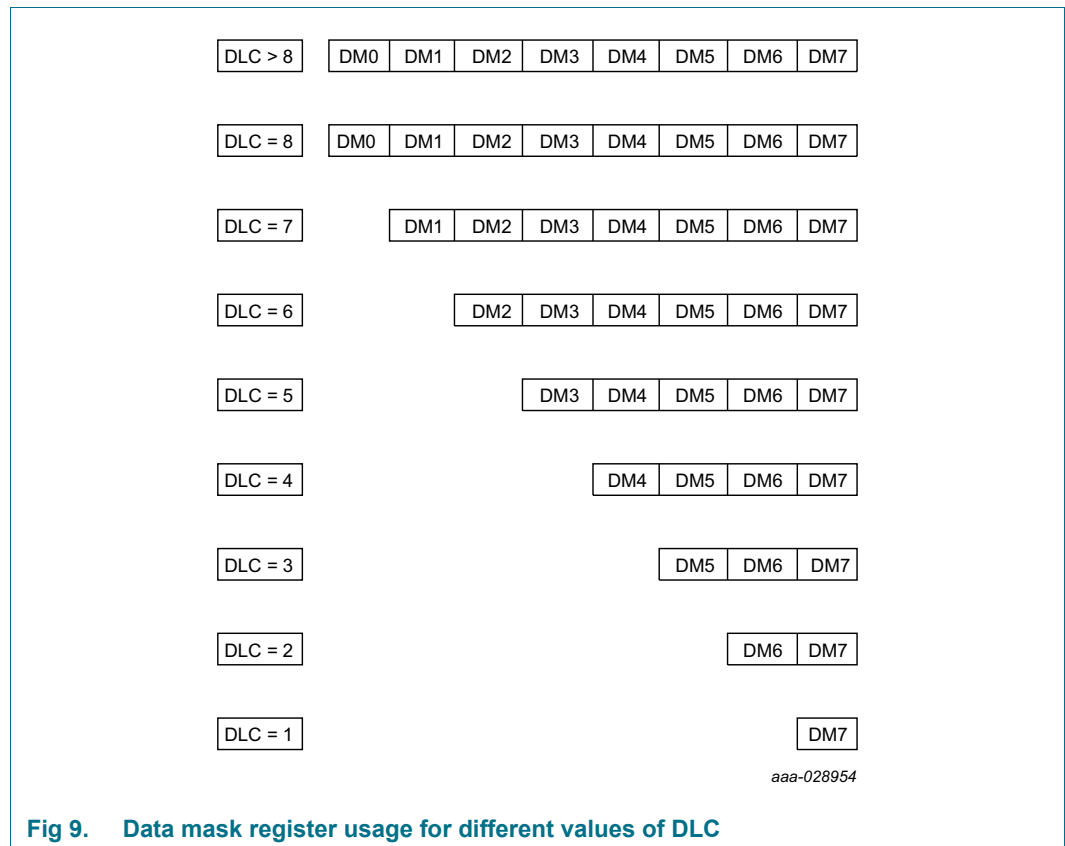 DLC > 8 DM0 DM1 DM2 DM3 DM4 DM5 DM6 DM7
DLC = 8 DM0 DM1 DM2 DM3 DM4 DM5 DM6 DM7
DLC = 7 DM1 DM2 DM3 DM4 DM5 DM6 DM7
DLC = 6 DM2 DM3 DM4 DM5 DM6 DM7
DLC = 5 DM3 DM4 DM5 DM6 DM7
DLC = 4 DM4 DM5 DM6 DM7
DLC = 3 DM5 DM6 DM7
DLC = 2 DM6 DM7
DLC = 1 DM7
aaa-028954
Fig 9. Data mask register usage for different values of DLC